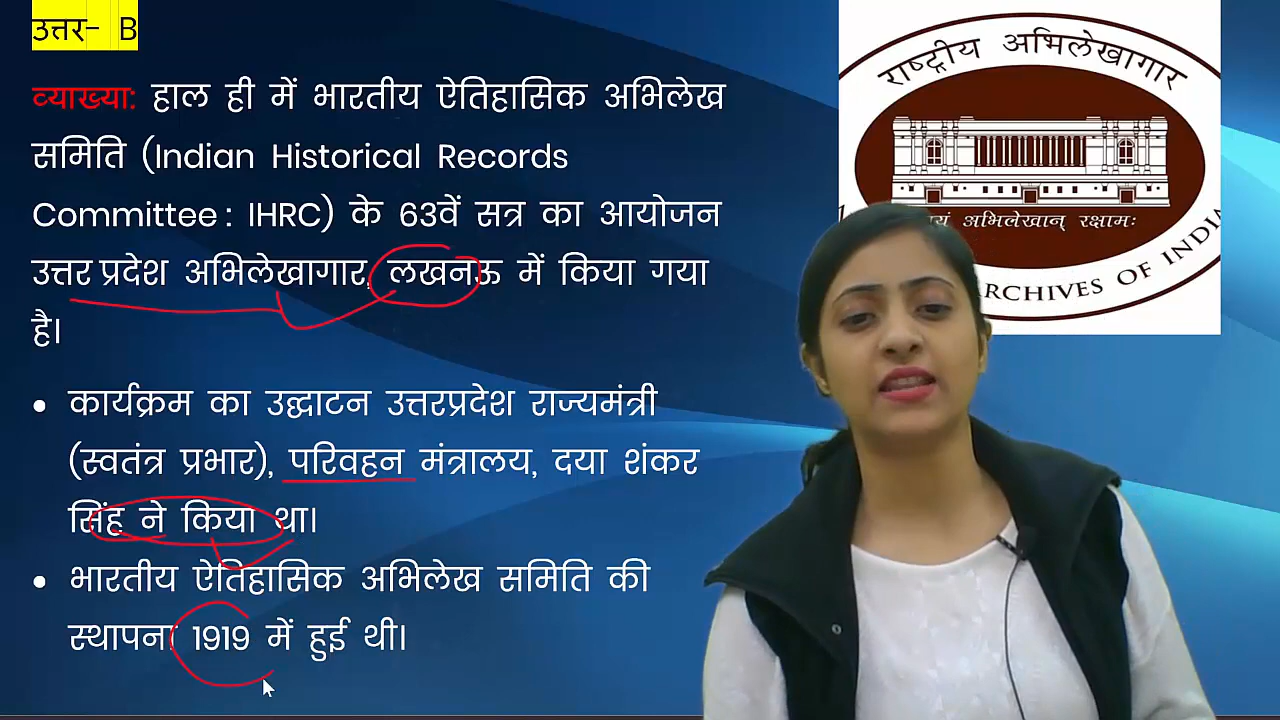 उत्तर- B
व्याख्या: हाल ही में भारतीय ऐतिहासिक अभिलेख
समिति (Indian Historical Records
Committee : IHRC) के 63वें सत्र का आयोजन
उत्तर प्रदेश अभिलेखागार, लखनऊ में किया गया
है।
• कार्यक्रम का उद्घाटन उत्तरप्रदेश राज्यमंत्री
(स्वतंत्र प्रभार), परिवहन मंत्रालय, दया शंकर
सिंह ने किया था।
• भारतीय ऐतिहासिक अभिलेख समिति की
स्थापना 1919 में हुई थी।
राष्ट्रीय अभिलेखागार
अभिलेखान् रक्षामः
RCHIVES OF INDI